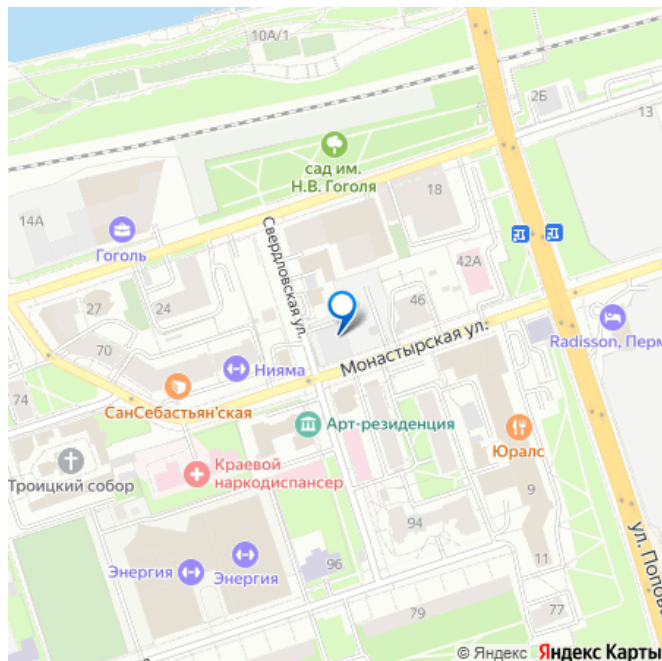 10А/1
2Б
13
сад им.
Н.В. Гоголя
18
14А
Гоголь
Свердловская ул.
42А
27
24
46
Radisson, Перм
70
Монастырская ул.
Нияма
74
СанСебастьян'ская
Арт-резиденция
Юралс
Троицкий собор
Краевой
наркодиспансер
9
94
ул. Попова
Энергия
Энергия
96
11
79
77
© Яндекс Яндекс Карты